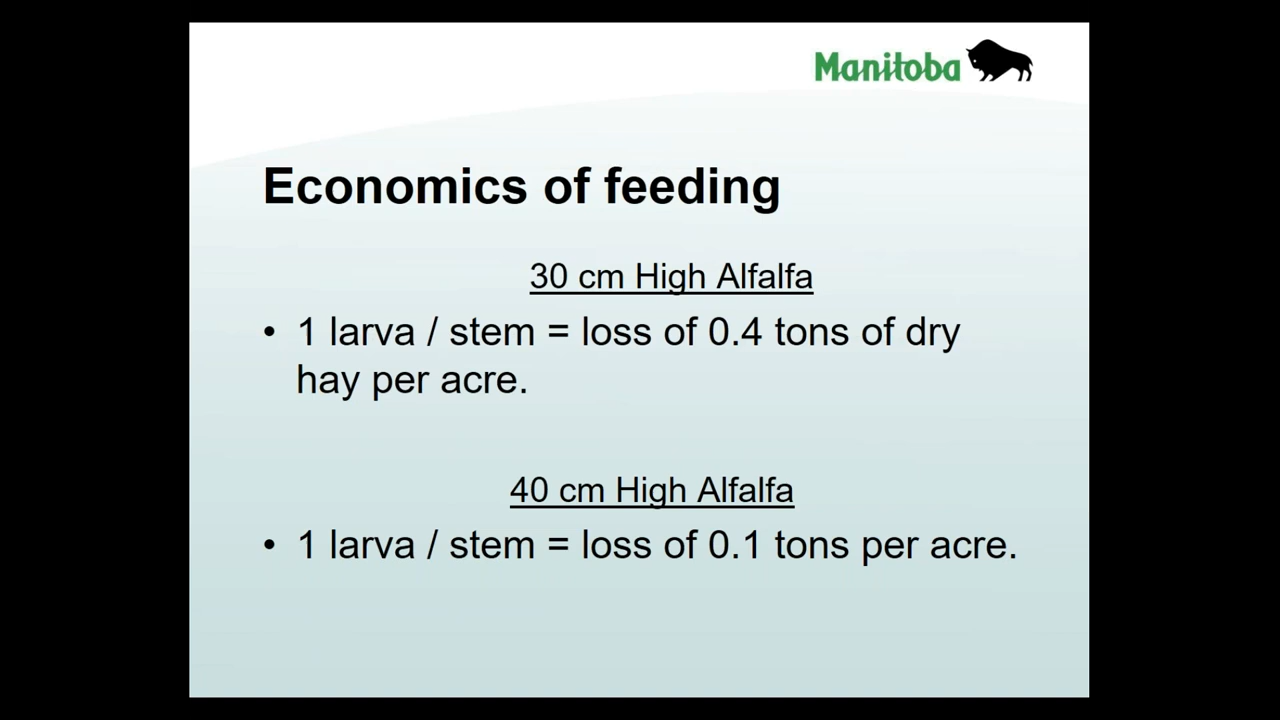 Manitoba
Economics of feeding
30 cm High Alfalfa
• 1 larva / stem = loss of 0.4 tons of dry
hay per acre.
40 cm High Alfalfa
• 1 larva / stem = loss of 0.1 tons per acre.